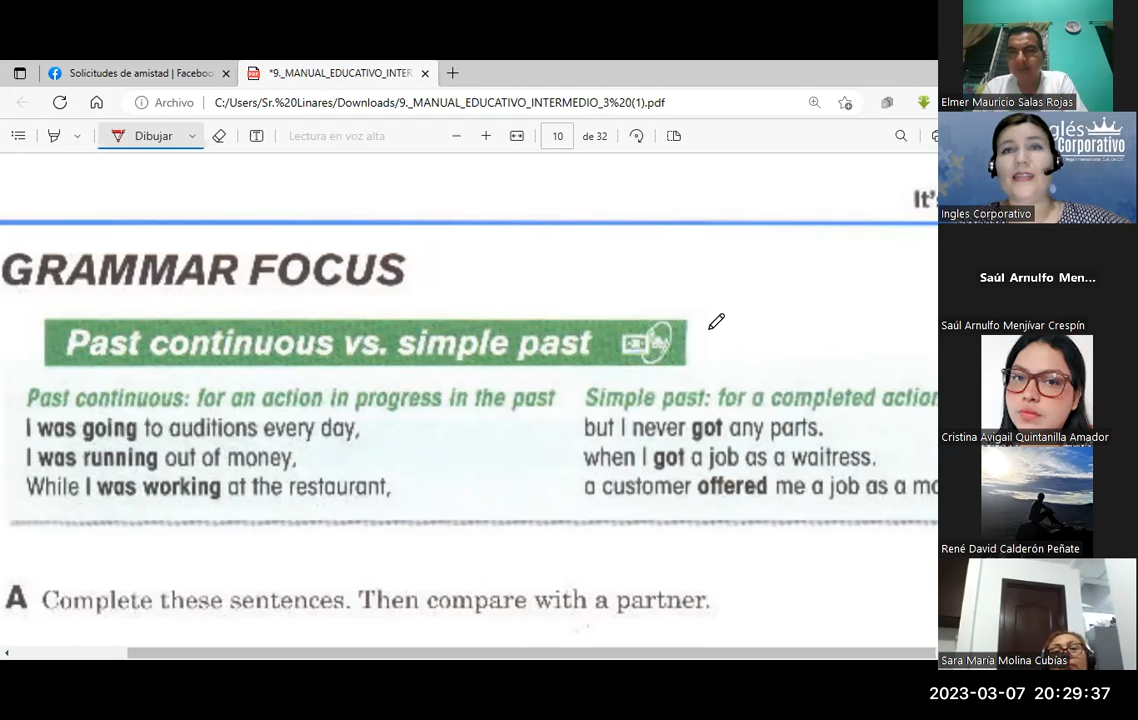 Solicitudes de amistad | Faceboo
*9._MANUAL_EDUCATIVO_INTER
Archivo
C:/Users/Sr.%20Linares/Downloads/9._MANUAL_EDUCATIVO_INTERMEDIO_3%20(1).pdf
Dibujar
Lectura en voz alta
10
de 32
It's
GRAMMAR FOCUS
Past continuous vs. simple past
Past continuous: for an action in progress in the past
Simple past: for a completed action
I was going to auditions every day,
but I never got any parts.
I was running out of money,
when I got a job as a waitress.
While I was working at the restaurant,
a customer offered me a job as a mo
A Complete these sentences. Then compare with a partner.
Elmer Mauricio Salas Rojas
glés
Corporativo
Ingles Corporativo
Saúl Arnulfo Men...
Saúl Arnulfo Menjívar Crespín
Cristina Avigail Quintanilla Amador
René David Calderón Peñate
Sara María Molina Cubías
2023-03-07 20:29:37